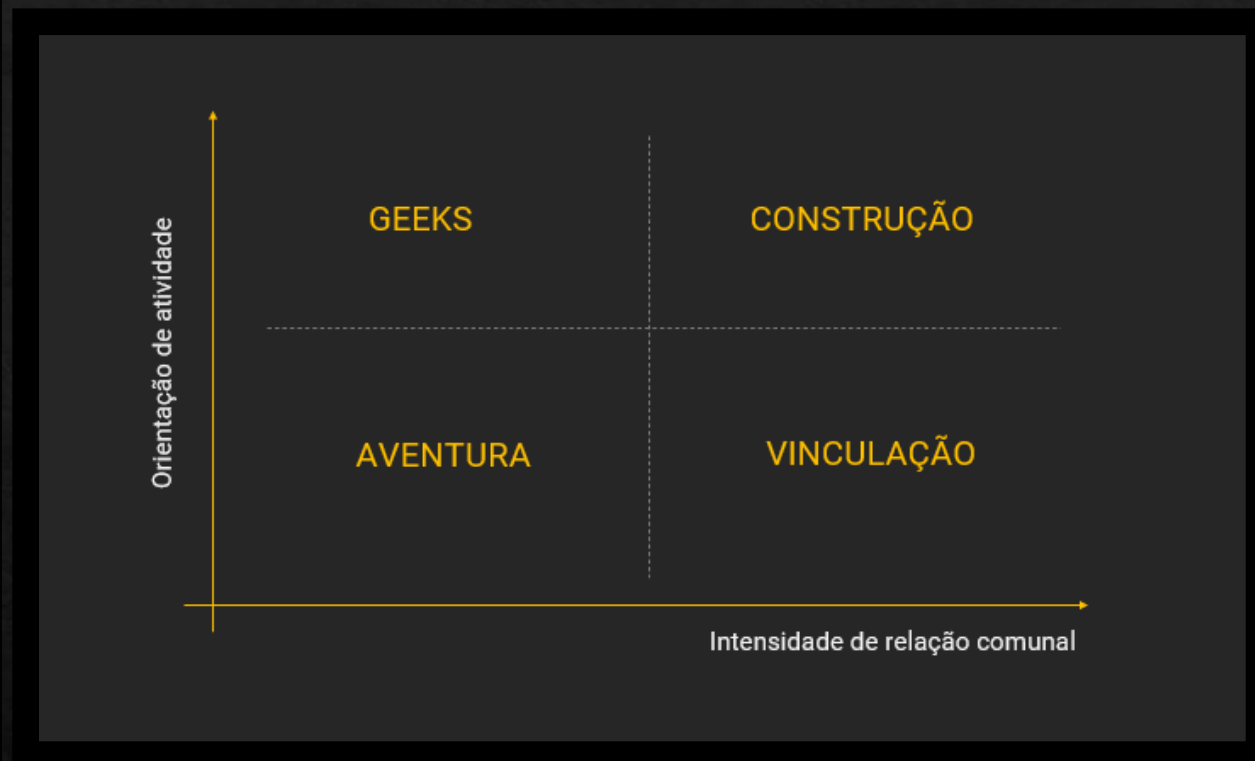 GEEKS
CONSTRUÇÃO
Orientação de atividade
AVENTURA
VINCULAÇÃO
Intensidade de relação comunal